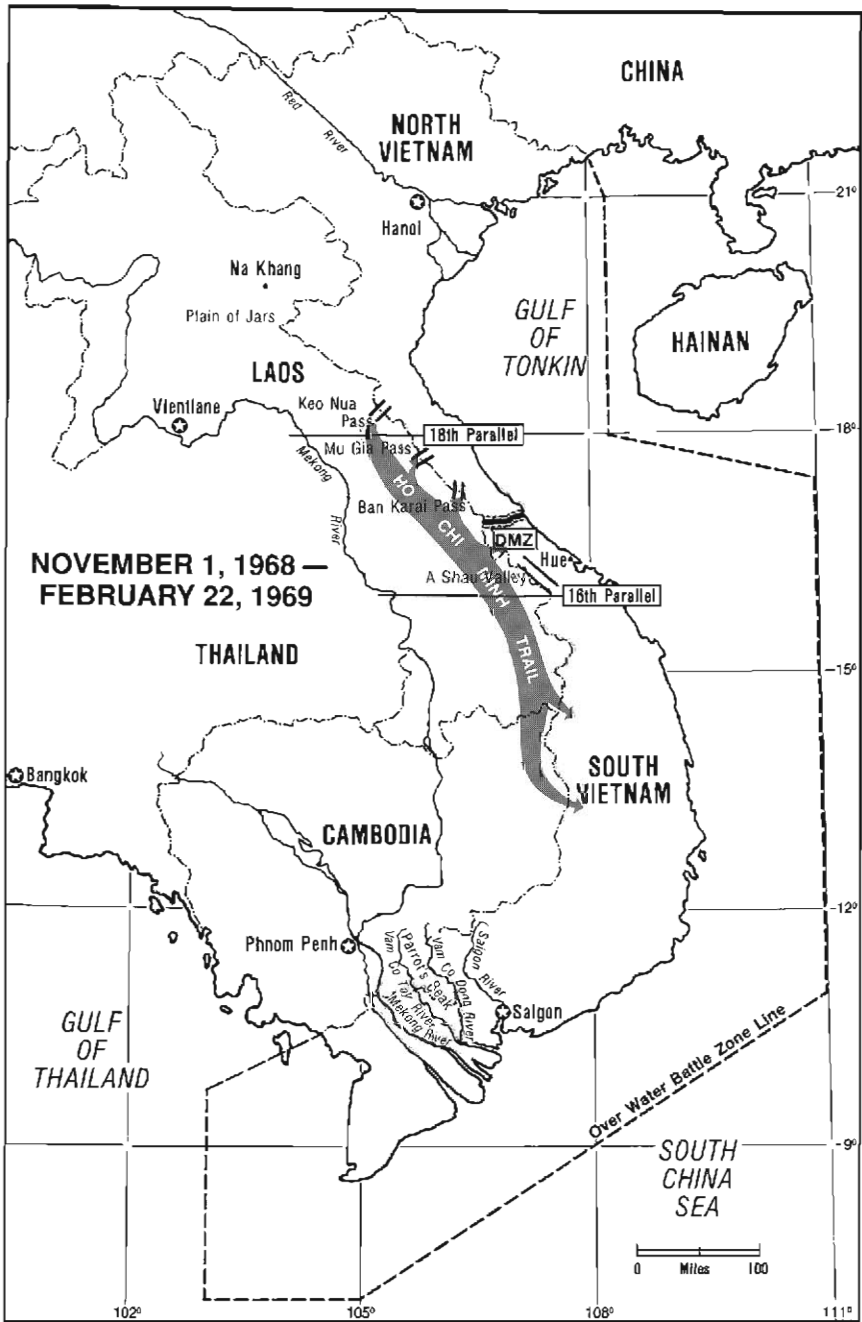 CHINA
Red
River
NORTH
VIETNAM
21°
Hanoi
Na Khang
Plain of Jars
GULF
OF
TONKIN
HAINAN
LAOS
Vientiane
Keo Nua
Pass
18th Parallel
18°
Mu Gia Pass
Mekong
River
HO
CHI
MINH
TRAIL
Ban Karai Pass
DMZ
Hue
NOVEMBER 1, 1968 —
FEBRUARY 22, 1969
A Shau Valley
16th Parallel
THAILAND
15°
Bangkok
SOUTH
VIETNAM
CAMBODIA
12°
Phnom Penh
Vam Co Tay River
Parrot's Beak
Vam Co Dong River
Saigon River
Mekong River
Saigon
GULF
OF
THAILAND
Over Water Battle Zone Line
9°
SOUTH
CHINA
SEA
0 Miles 100
102° 105° 108° 111°